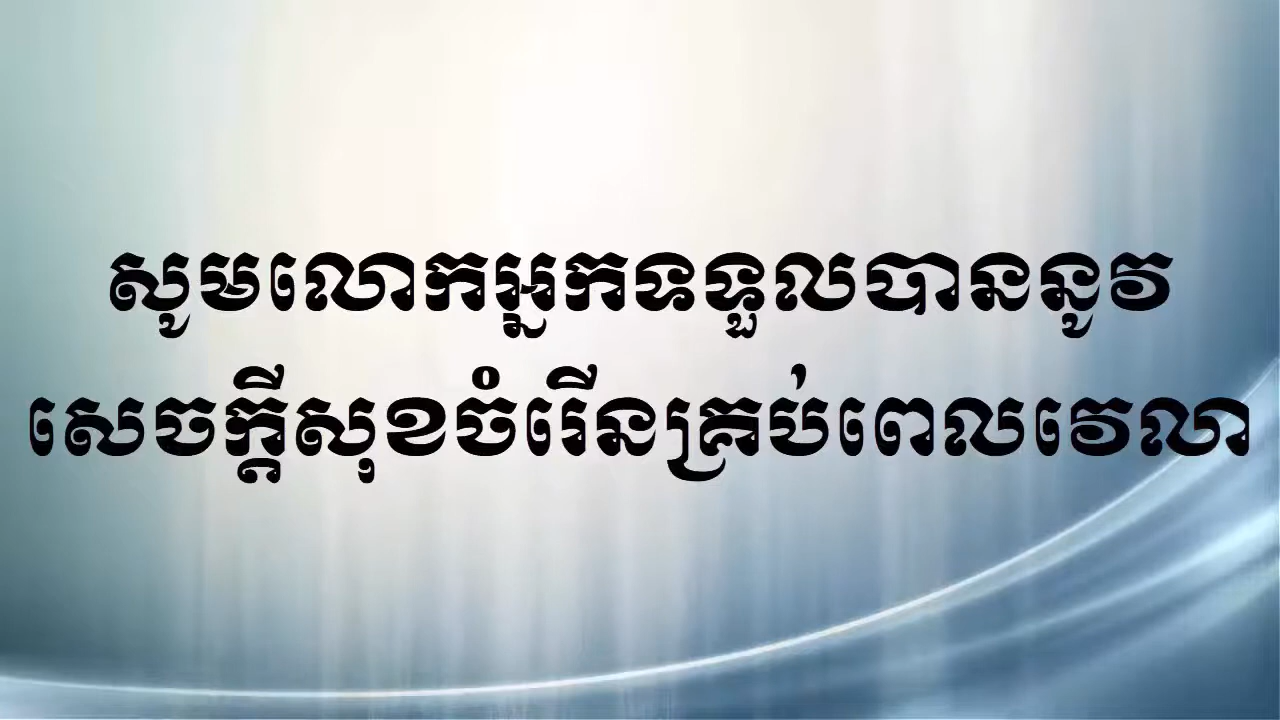 សូមលោកអ្នកទទួលបាននូវ
សេចក្ដីសុខចំរើនគ្រប់ពេលវេលា